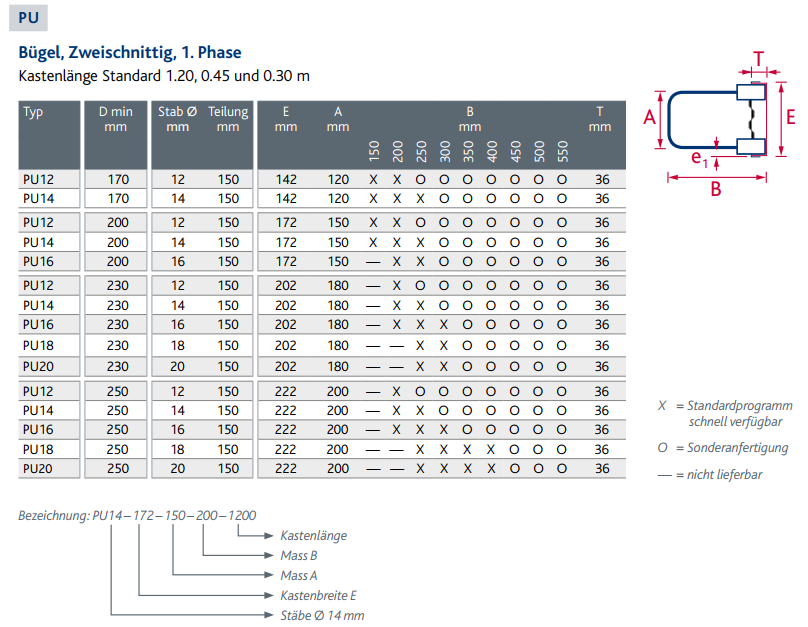 PU
Bügel, Zweischnittig, 1. Phase
Kastenlänge Standard 1.20, 0.45 und 0.30 m
Typ D min mm Stab Ø mm Teilung mm E mm A mm B mm T mm
150 200 250 300 350 400 450 500 550
PU12 170 12 150 142 120 X X O O O O O O O 36
PU14 170 14 150 142 120 X X X O O O O O O 36
PU12 200 12 150 172 150 X X O O O O O O O 36
PU14 200 14 150 172 150 X X X O O O O O O 36
PU16 200 16 150 172 150 — X X O O O O O O 36
PU12 230 12 150 202 180 — X O O O O O O O 36
PU14 230 14 150 202 180 — X X O O O O O O 36
PU16 230 16 150 202 180 — X X X O O O O O 36
PU18 230 18 150 202 180 — — X X O O O O O 36
PU20 230 20 150 202 180 — — X X O O O O O 36
PU12 250 12 150 222 200 — X O O O O O O O 36
PU14 250 14 150 222 200 — X X O O O O O O 36
PU16 250 16 150 222 200 — X X X O O O O O 36
PU18 250 18 150 222 200 — — X X X X O O O 36
PU20 250 20 150 222 200 — — X X X X O O O 36
T
A
E
e1
B
X = Standardprogramm
schnell verfügbar
O = Sonderanfertigung
— = nicht lieferbar
Bezeichnung: PU14–172–150–200–1200
Kastenlänge
Mass B
Mass A
Kastenbreite E
Stäbe Ø 14 mm